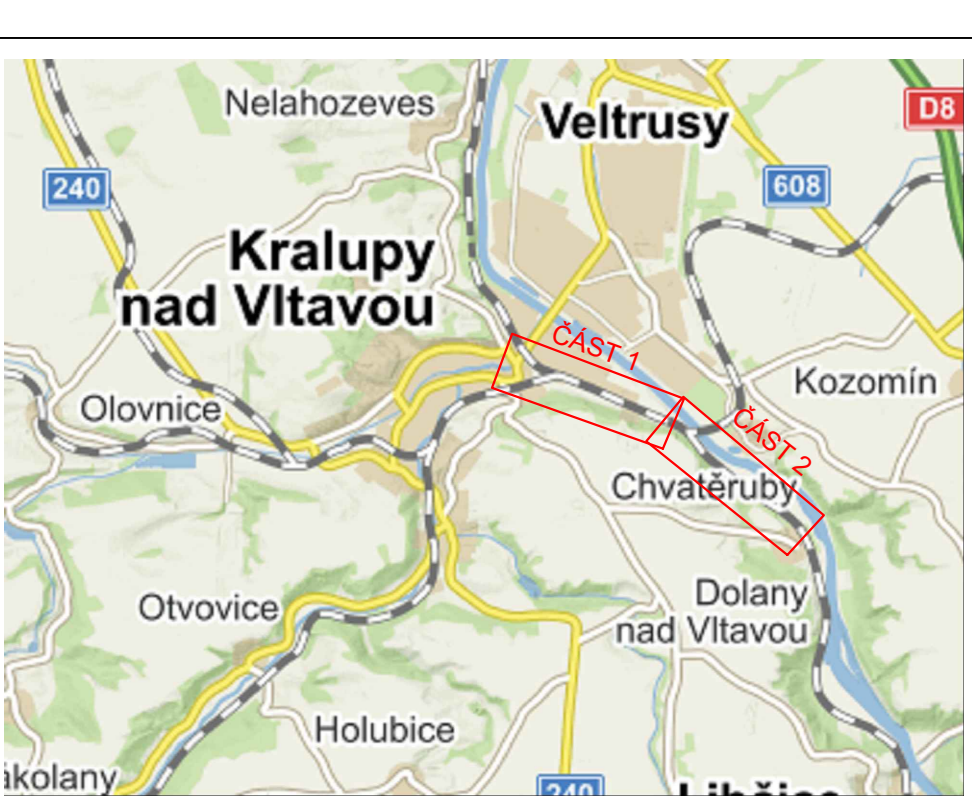 Nelahozeves
Veltrusy
D8
240
608
Kralupy
nad Vltavou
ČÁST 1
Kozomín
Olovnice
ČÁST 2
Chvatěruby
Otvovice
Dolany
nad Vltavou
Holubice
ákolany
240